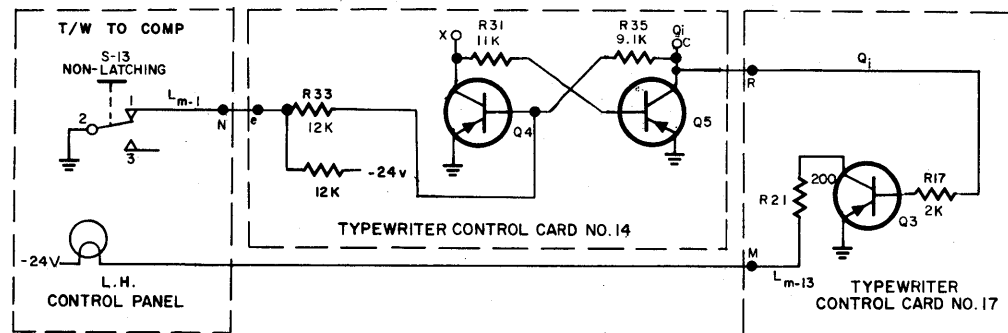 T/W TO COMP
S-13
NON-LATCHING
1
2
3
Lm-1
N
e
R33
12K
12K
-24V
X
R31
11K
R35
9.1K
Qi
C
Q4
Q5
TYPEWRITER CONTROL CARD NO.14
R
Qi
R21
200
R17
2K
Q3
M
Lm-13
TYPEWRITER
CONTROL CARD NO.17
-24V
L.H.
CONTROL PANEL